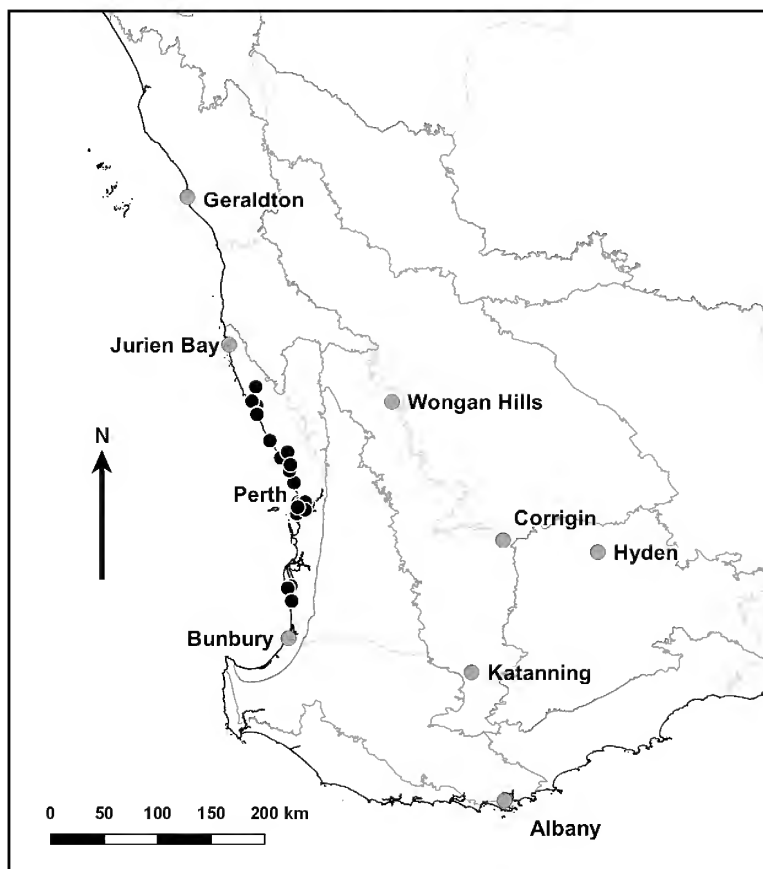 Geraldton
Jurien Bay
Wongan Hills
N
Perth
Corrigin
Hyden
Bunbury
Katanning
0 50 100 150 200 km
Albany